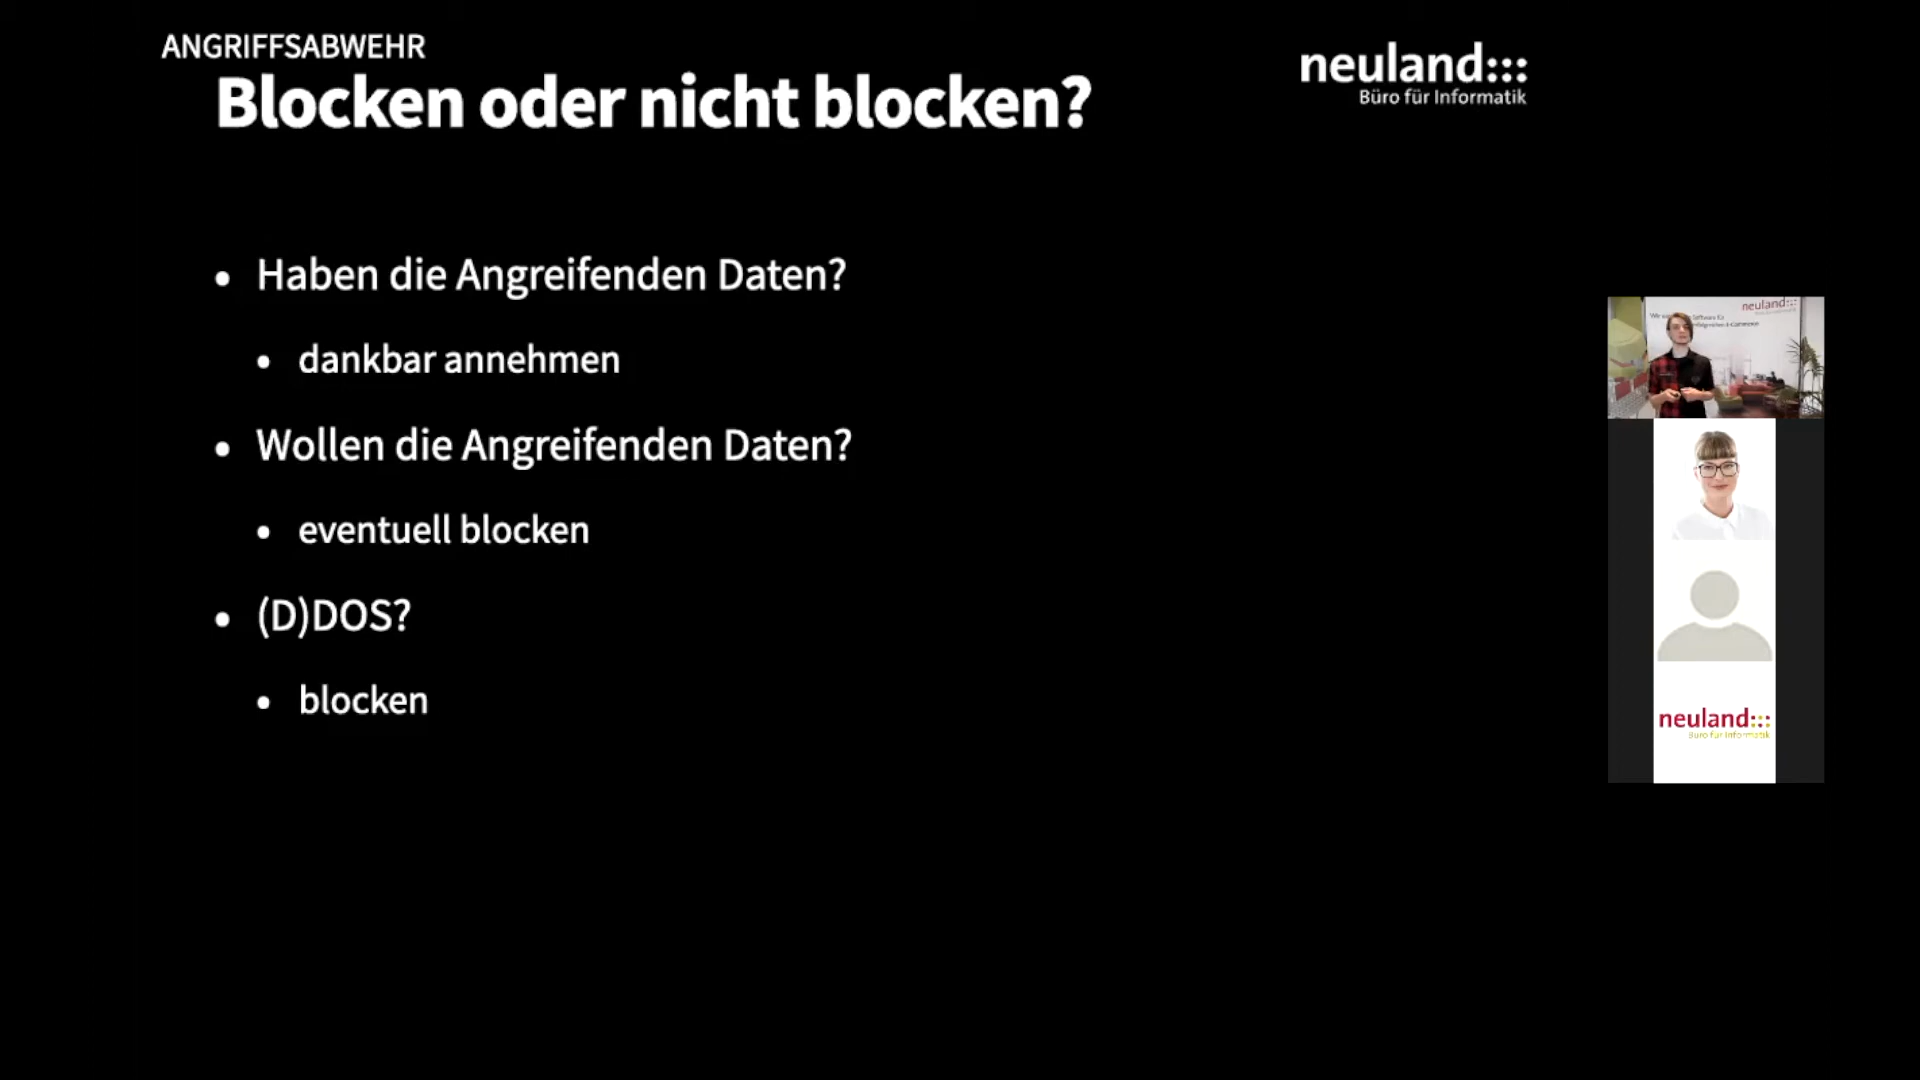 ANGRIFFSABWEHR
Blocken oder nicht blocken?
neuland:::
Büro für Informatik
• Haben die Angreifenden Daten?
• dankbar annehmen
• Wollen die Angreifenden Daten?
• eventuell blocken
• (D)DOS?
• blocken
neuland:::
neuland:::
Büro für Informatik